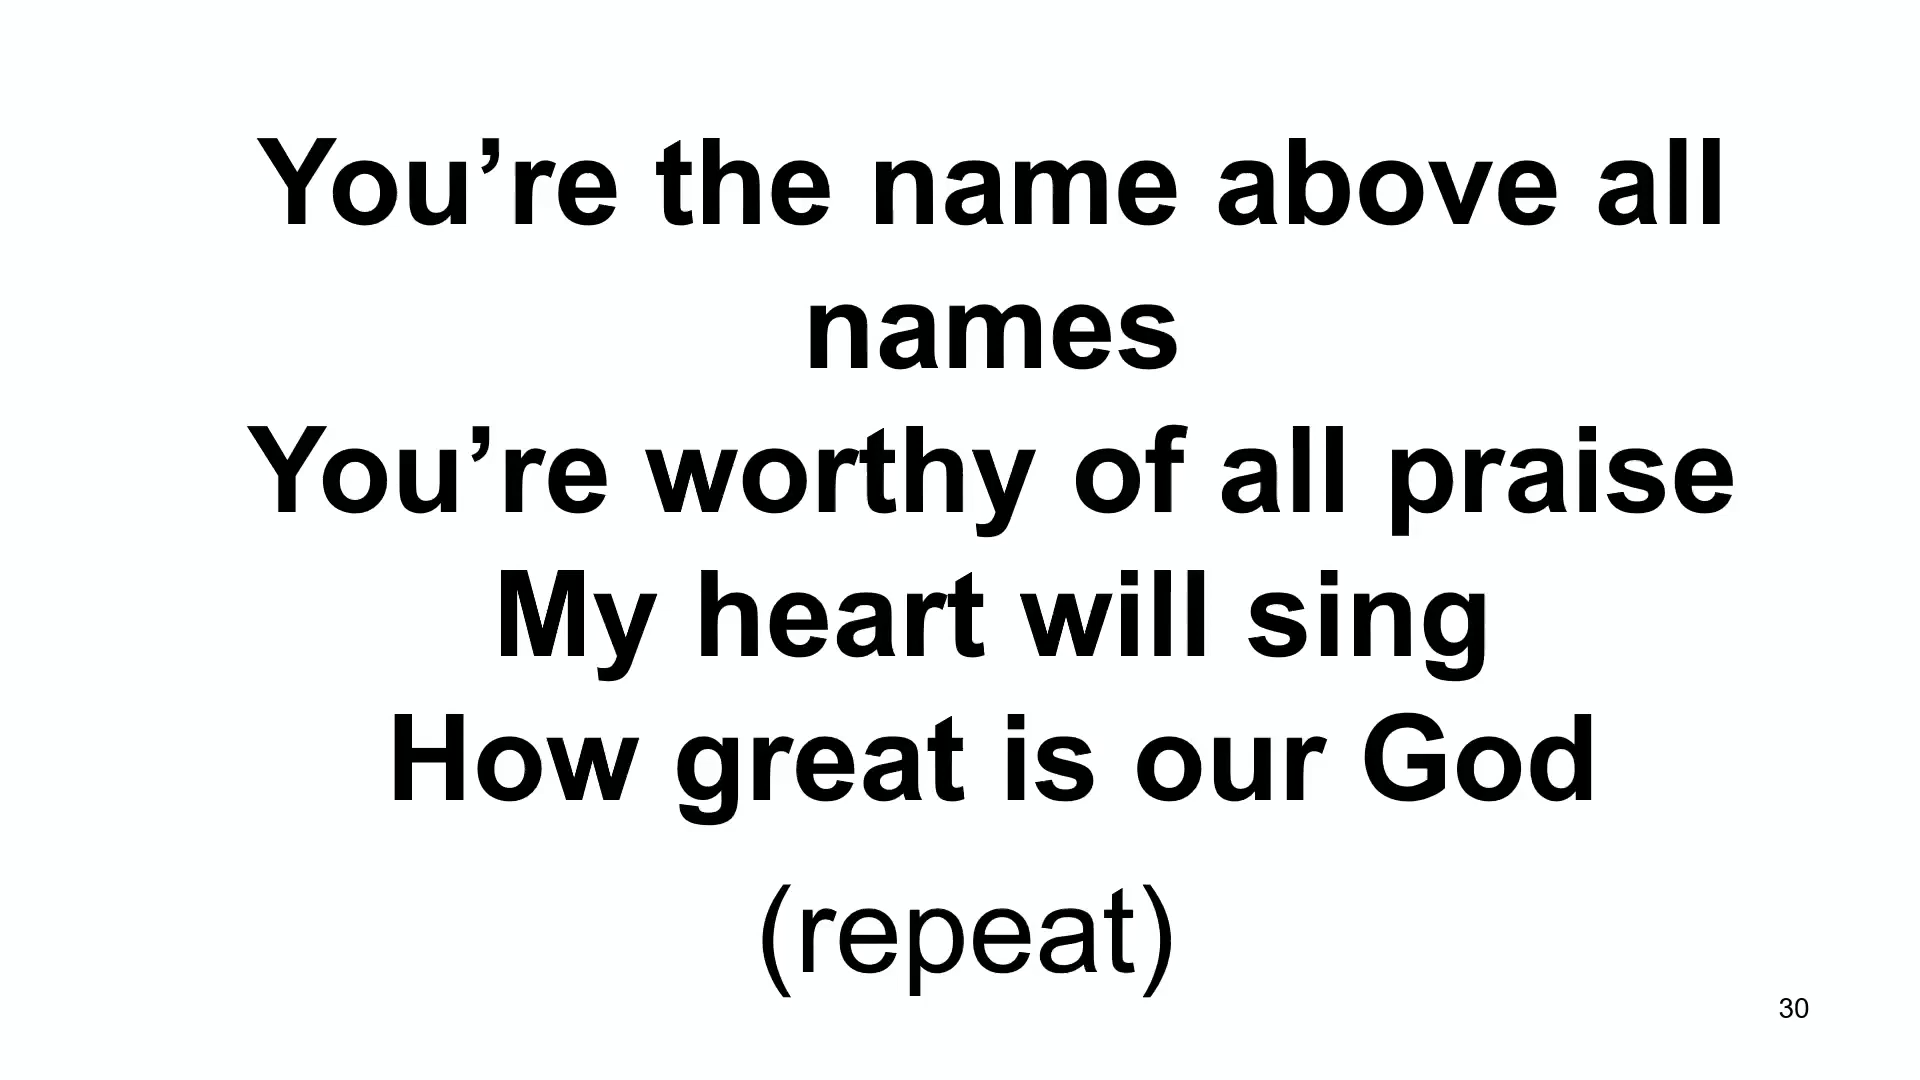 You’re the name above all
names
You’re worthy of all praise
My heart will sing
How great is our God
(repeat)
30